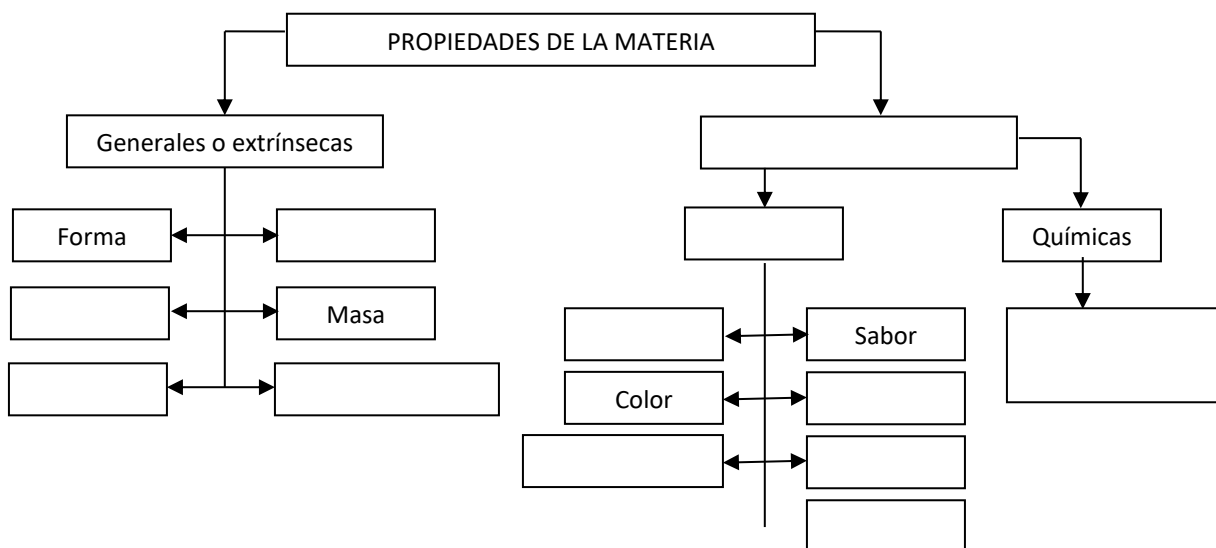 PROPIEDADES DE LA MATERIA
Generales o extrínsecas
Forma
Químicas
Masa
Sabor
Color